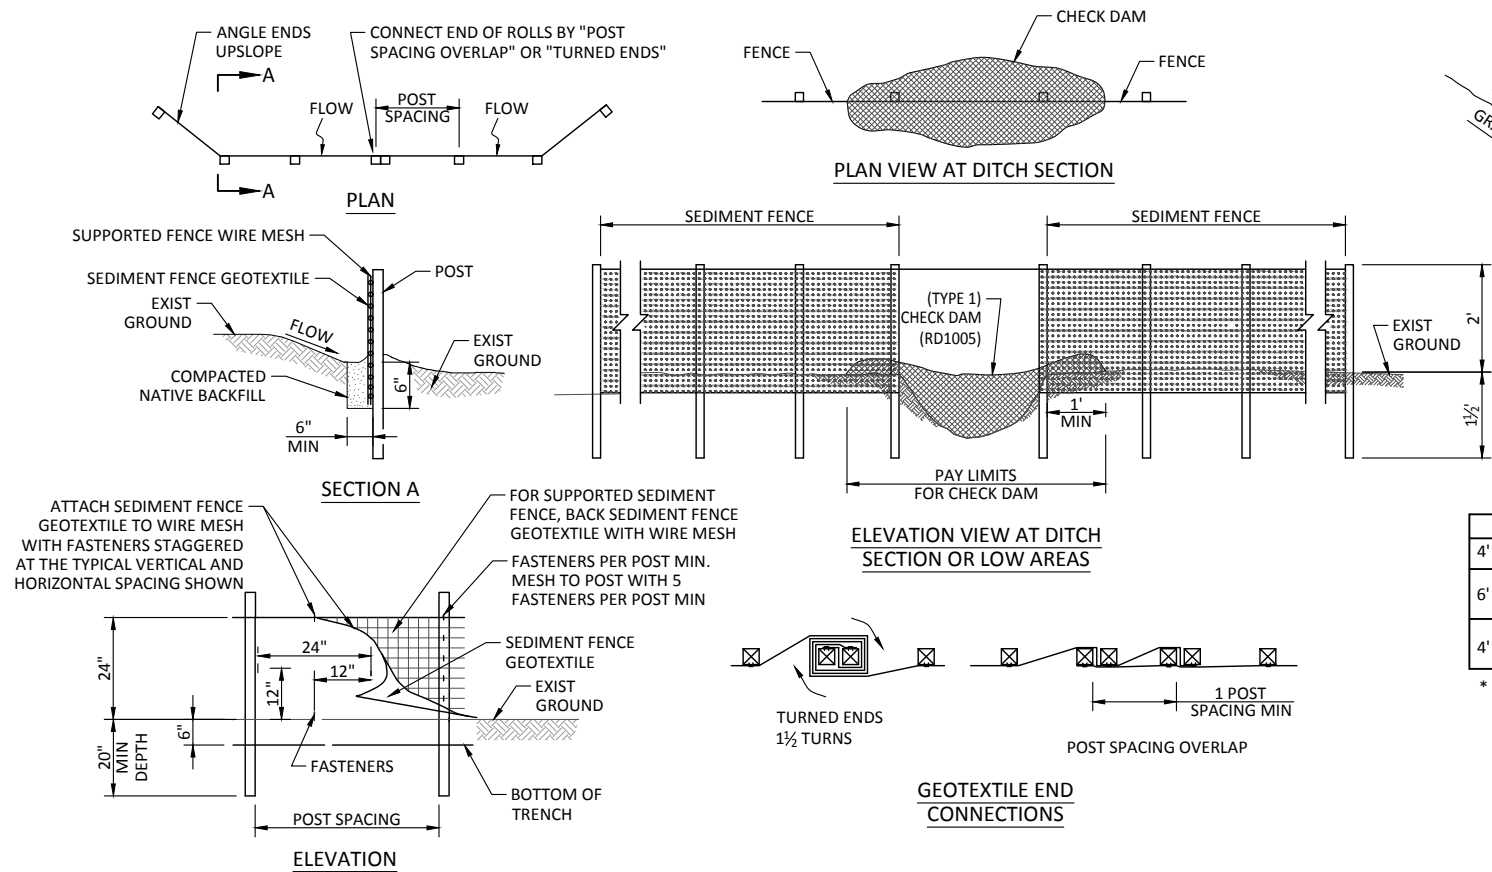 ANGLE ENDS
UPSLOPE
CONNECT END OF ROLLS BY "POST
SPACING OVERLAP" OR "TURNED ENDS"
A
FLOW
POST
SPACING
FLOW
A
PLAN
CHECK DAM
FENCE
FENCE
PLAN VIEW AT DITCH SECTION
SUPPORTED FENCE WIRE MESH
SEDIMENT FENCE GEOTEXTILE
EXIST
GROUND
FLOW
POST
EXIST
GROUND
COMPACTED
NATIVE BACKFILL
6"
6"
MIN
SECTION A
SEDIMENT FENCE
SEDIMENT FENCE
(TYPE 1)
CHECK DAM
(RD1005)
EXIST
GROUND
2'
1½'
1'
MIN
PAY LIMITS
FOR CHECK DAM
ELEVATION VIEW AT DITCH
SECTION OR LOW AREAS
ATTACH SEDIMENT FENCE
GEOTEXTILE TO WIRE MESH
WITH FASTENERS STAGGERED
AT THE TYPICAL VERTICAL AND
HORIZONTAL SPACING SHOWN
FOR SUPPORTED SEDIMENT
FENCE, BACK SEDIMENT FENCE
GEOTEXTILE WITH WIRE MESH
FASTENERS PER POST MIN.
MESH TO POST WITH 5
FASTENERS PER POST MIN
SEDIMENT FENCE
GEOTEXTILE
EXIST
GROUND
24"
24"
12"
12"
6"
20"
MIN
DEPTH
FASTENERS
BOTTOM OF
TRENCH
POST SPACING
ELEVATION
TURNED ENDS
1½ TURNS
1 POST
SPACING MIN
POST SPACING OVERLAP
GEOTEXTILE END
CONNECTIONS
4'
6'
4'
*